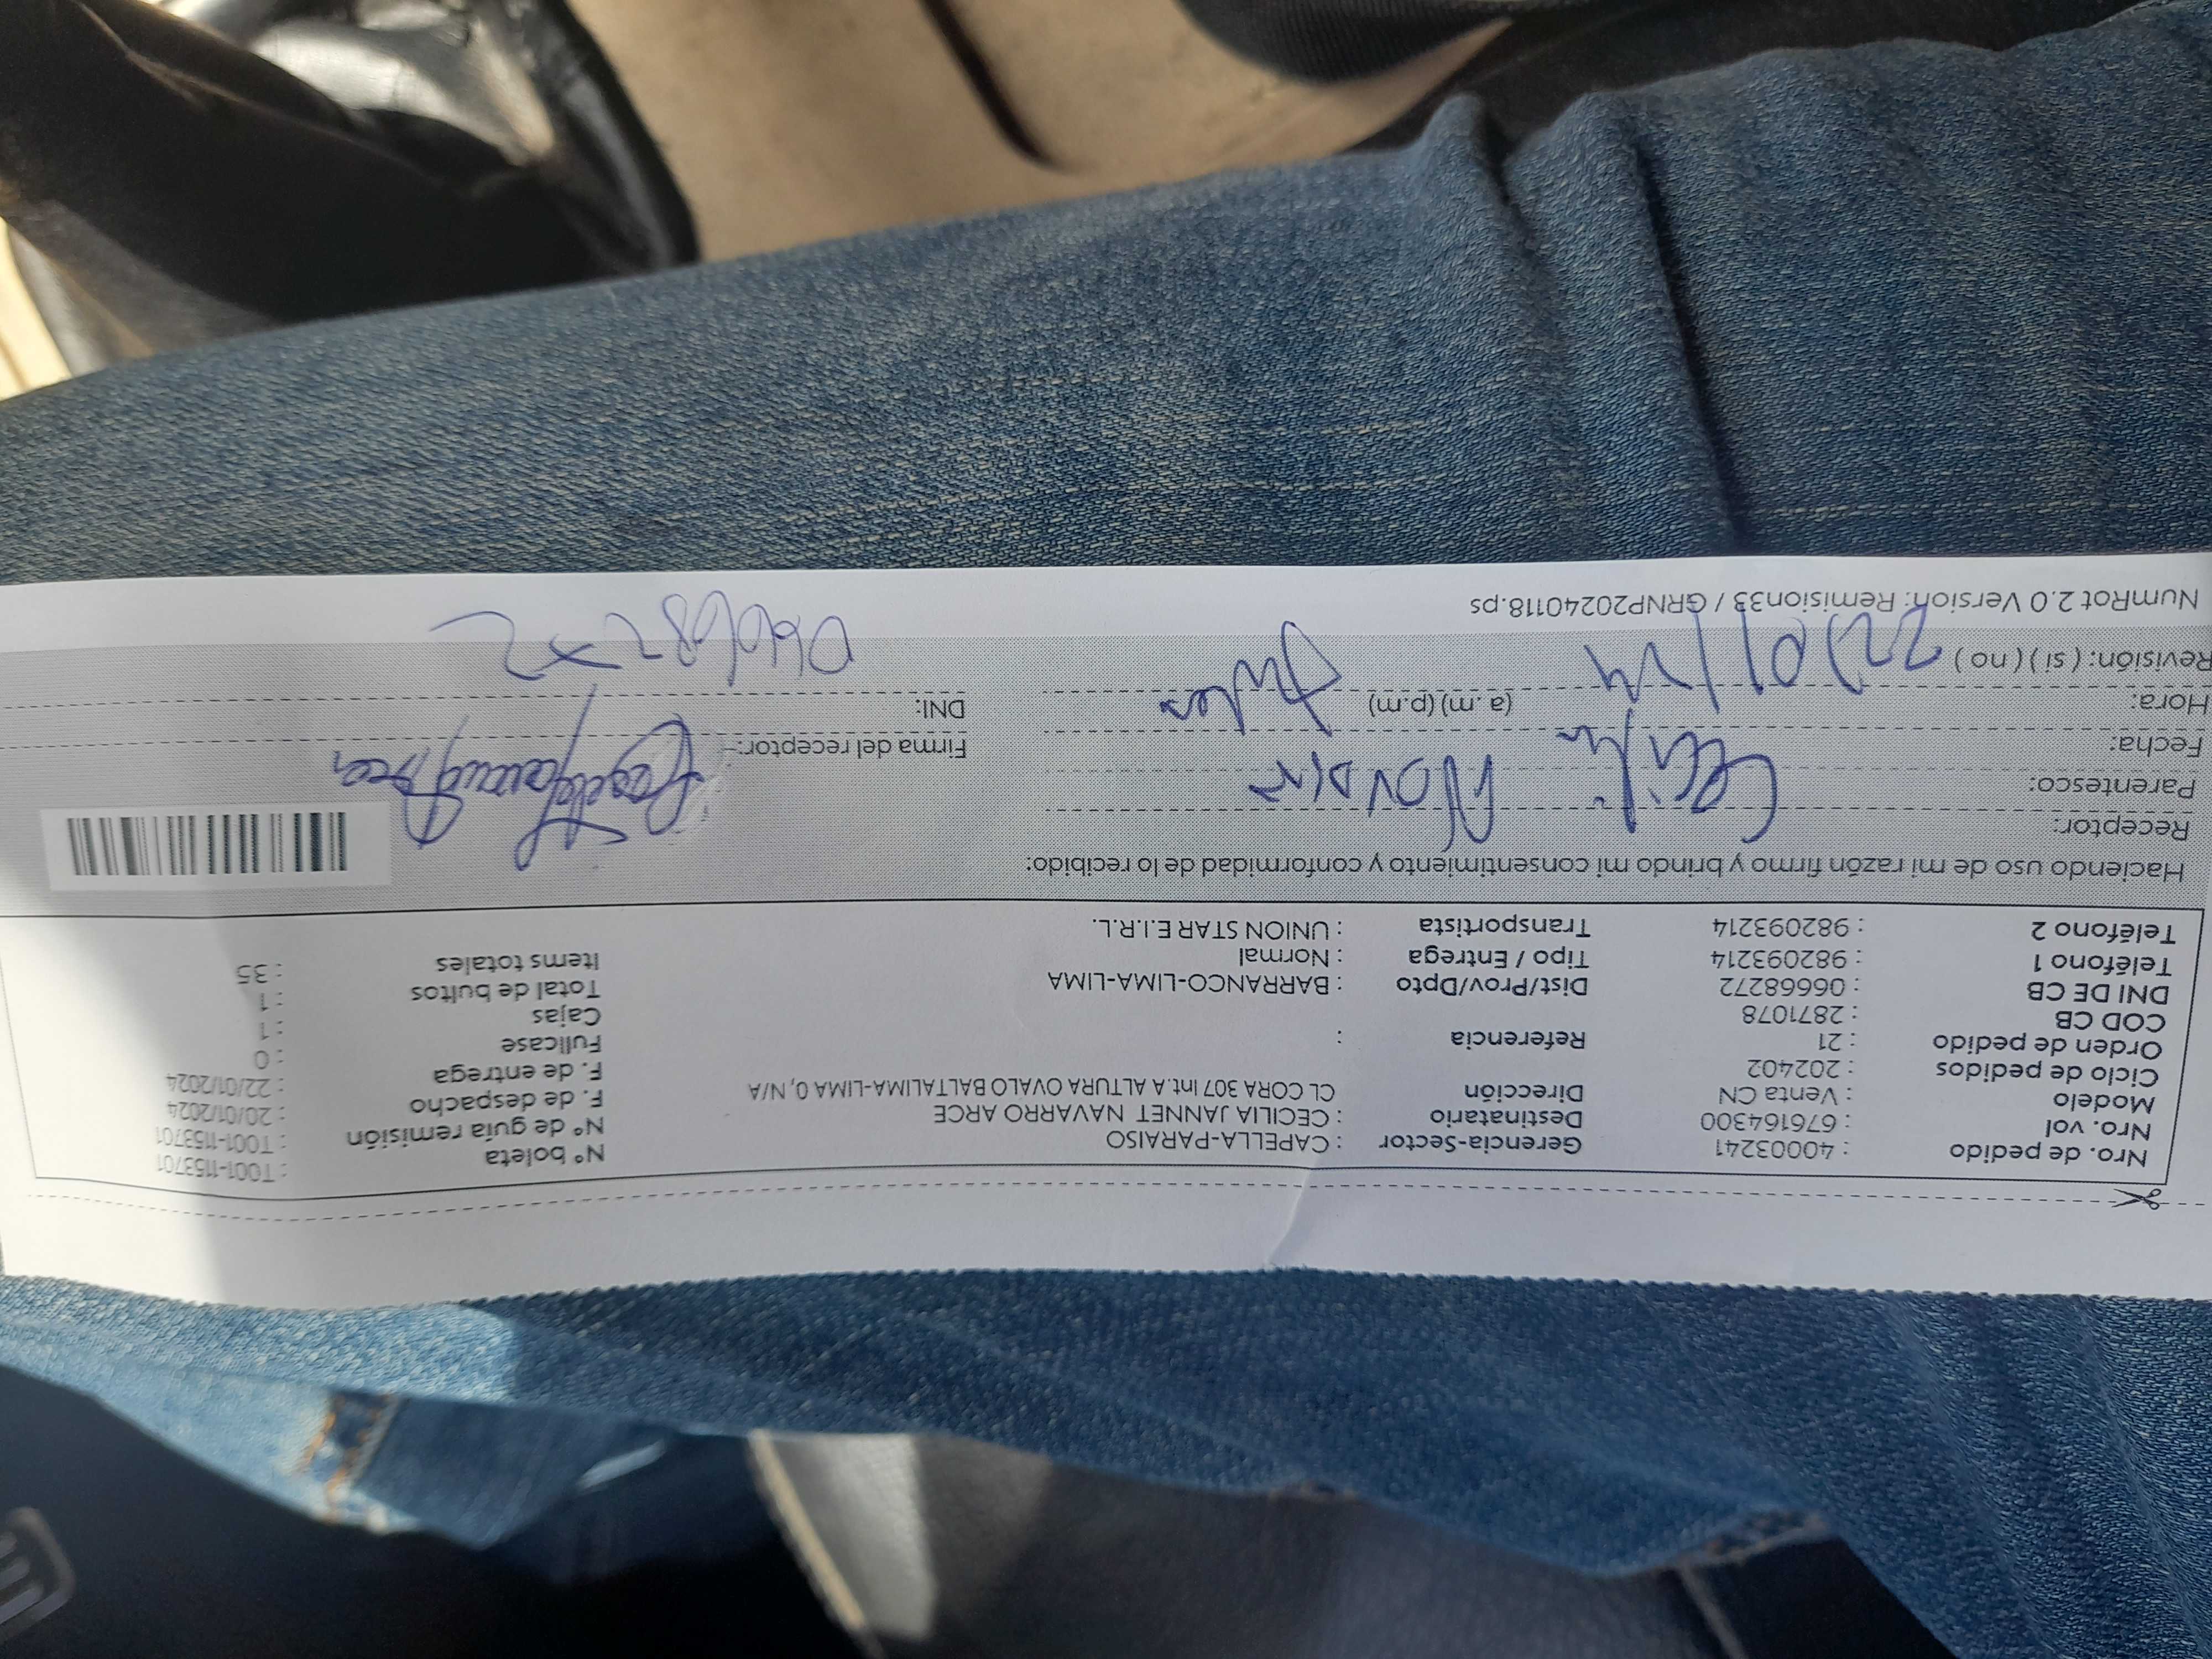 Nro. de pedido : 40003241 Gerencia-Sector : CAPELLA-PARAISO Nº boleta : T001-1153701
Nro. vol : 676164300 Destinatario : CECILIA JANNET NAVARRO ARCE Nº de guía remisión : T001-1153701
Modelo : Venta CN Dirección CL CORA 307 Int.A ALTURA OVALO BALTALIMA-LIMA 0, N/A F. de despacho : 20/01/2024
Ciclo de pedidos : 202402 F. de entrega : 22/01/2024
Orden de pedido : 21 Referencia : Fullcase : 0
COD CB : 2871078 Cajas : 1
DNI DE CB : 06668272 Dist/Prov/Dpto : BARRANCO-LIMA-LIMA Total de bultos : 1
Teléfono 1 : 982093214 Tipo / Entrega : Normal Items totales : 35
Teléfono 2 : 982093214 Transportista : UNION STAR E.I.R.L.
Haciendo uso de mi razón firmo y brindo mi consentimiento y conformidad de lo recibido:
Receptor:
Parentesco:
Fecha: Firma del receptor:
Hora: (a.m) (p.m) DNI:
Revisión: ( si ) ( no ) 22/01/24 06668272
NumRot 2.0 Version: Remision33 / GRNP20240118.ps